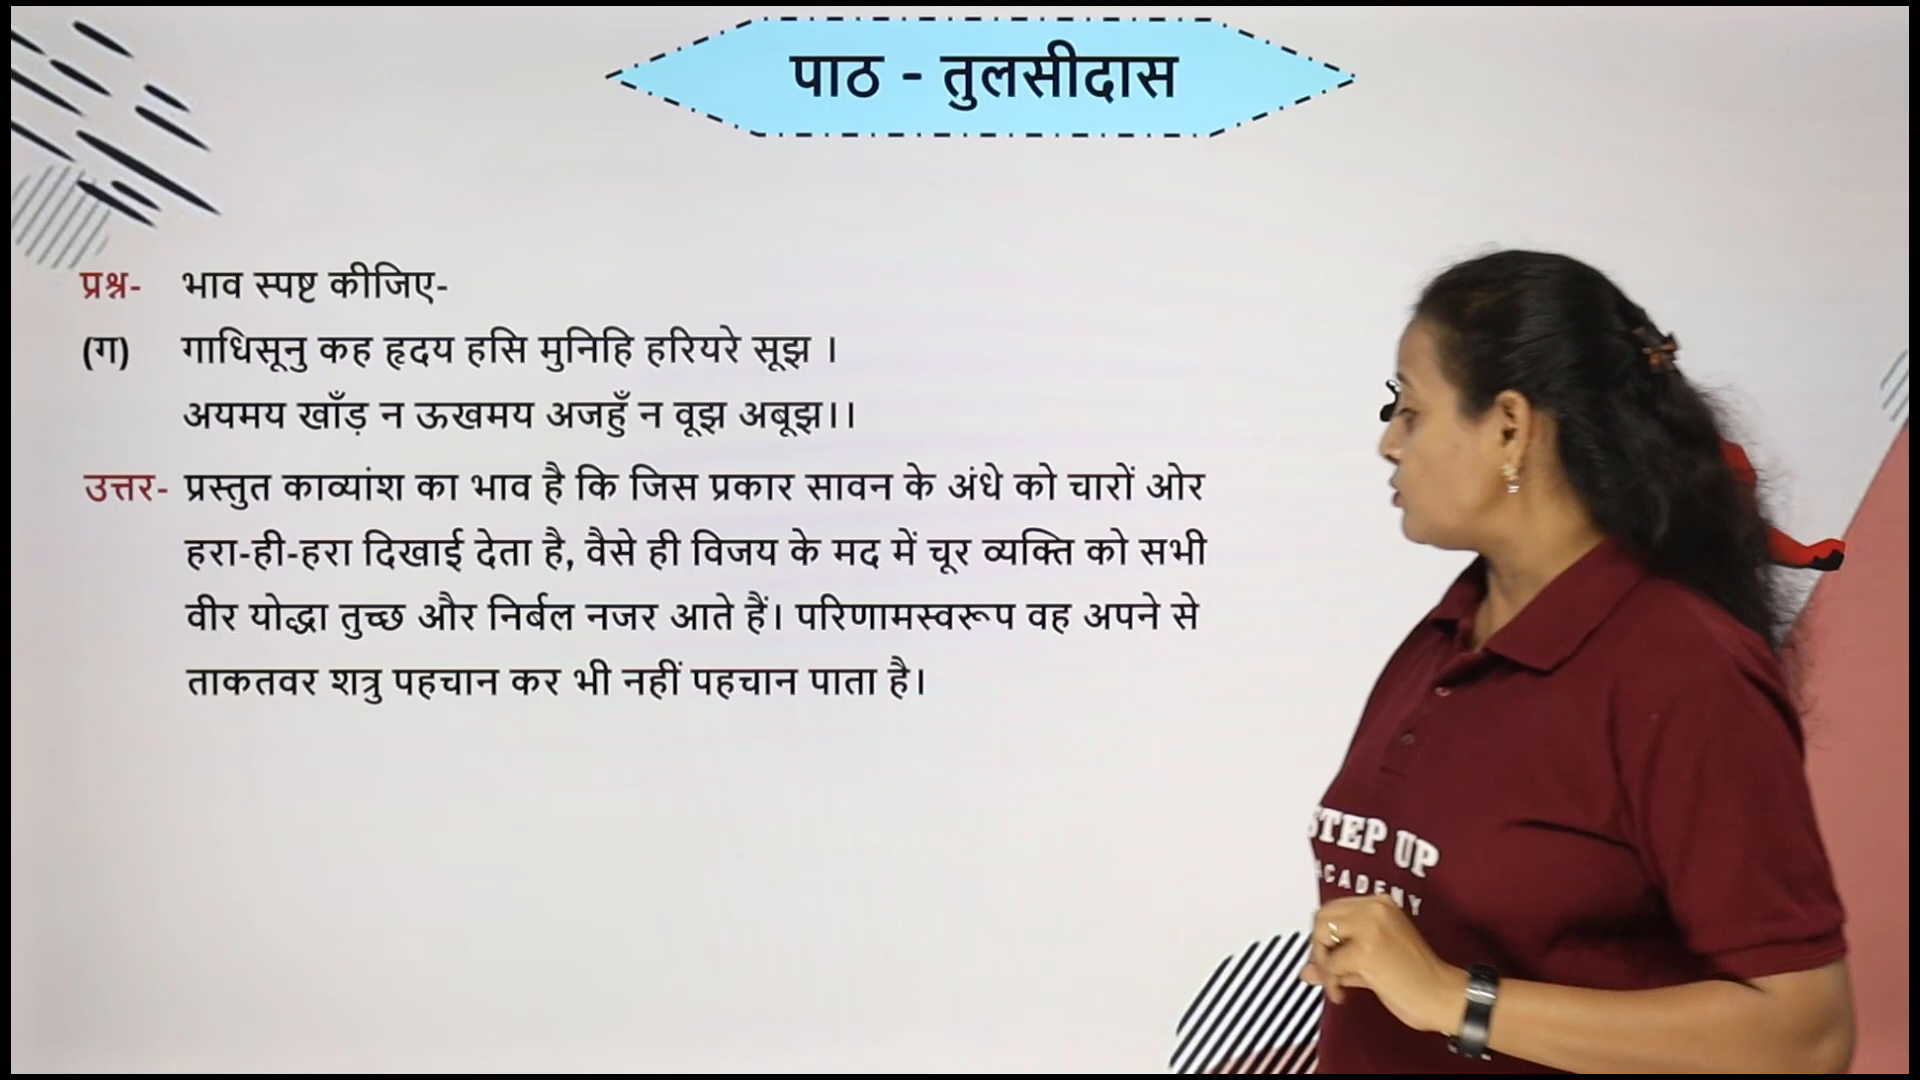 पाठ - तुलसीदास
प्रश्न- भाव स्पष्ट कीजिए-
(ग) गाधिसूनु कह हृदय हसि मुनिहि हरियरे सूझ ।
अयमय खाँड़ न ऊखमय अजहुँ न वूझ अबूझ।।
उत्तर- प्रस्तुत काव्यांश का भाव है कि जिस प्रकार सावन के अंधे को चारों ओर
हरा-ही-हरा दिखाई देता है, वैसे ही विजय के मद में चूर व्यक्ति को सभी
वीर योद्धा तुच्छ और निर्बल नजर आते हैं। परिणामस्वरूप वह अपने से
ताकतवर शत्रु पहचान कर भी नहीं पहचान पाता है।
STEP UP
ACADEMY